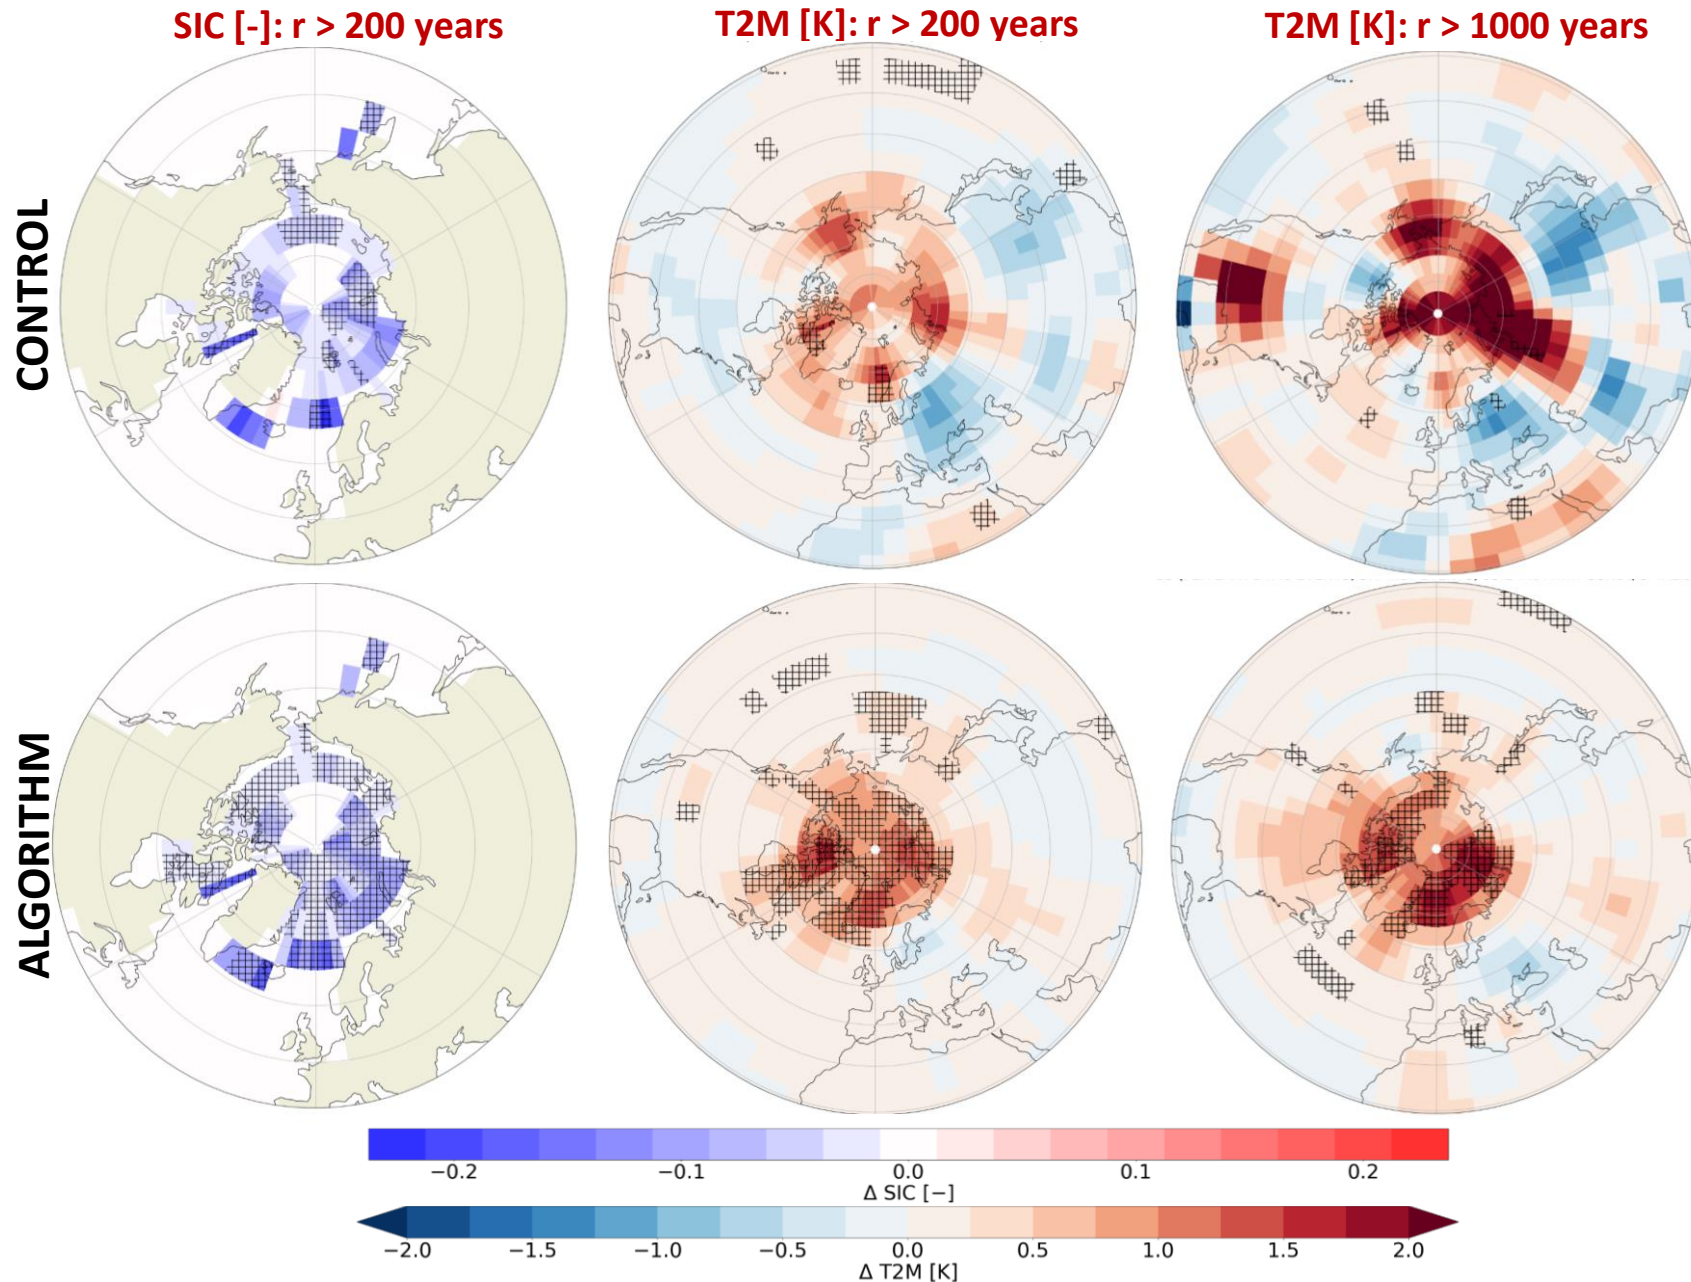 SIC [-]: r > 200 years
T2M [K]: r > 200 years
T2M [K]: r > 1000 years
CONTROL
ALGORITHM
−0.2 −0.1 0.0 0.1 0.2
Δ SIC [−]
−2.0 −1.5 −1.0 −0.5 0.0 0.5 1.0 1.5 2.0
Δ T2M [K]